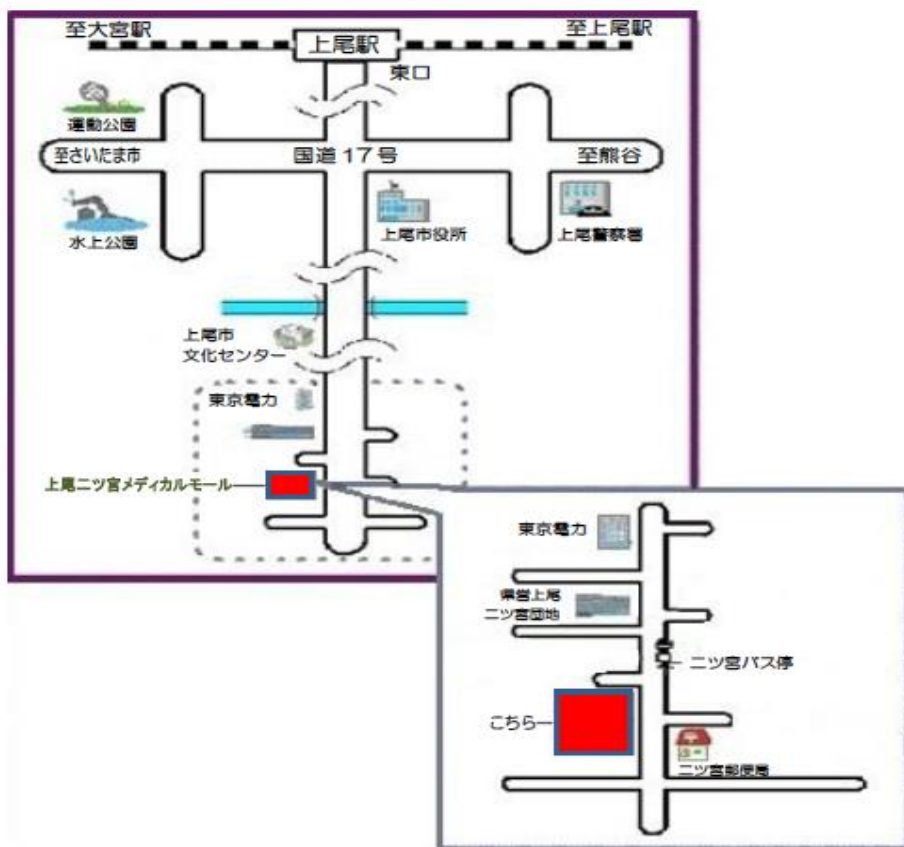 至大宮駅
上尾駅
至上尾駅
東口
運動公園
至さいたま市
国道17号
至熊谷
水上公園
上尾市役所
上尾警察署
上尾市
文化センター
東京電力
上尾二ツ宮メディカルモール
東京電力
県営上尾
二ツ宮団地
二ツ宮バス停
こちら
二ツ宮郵便局